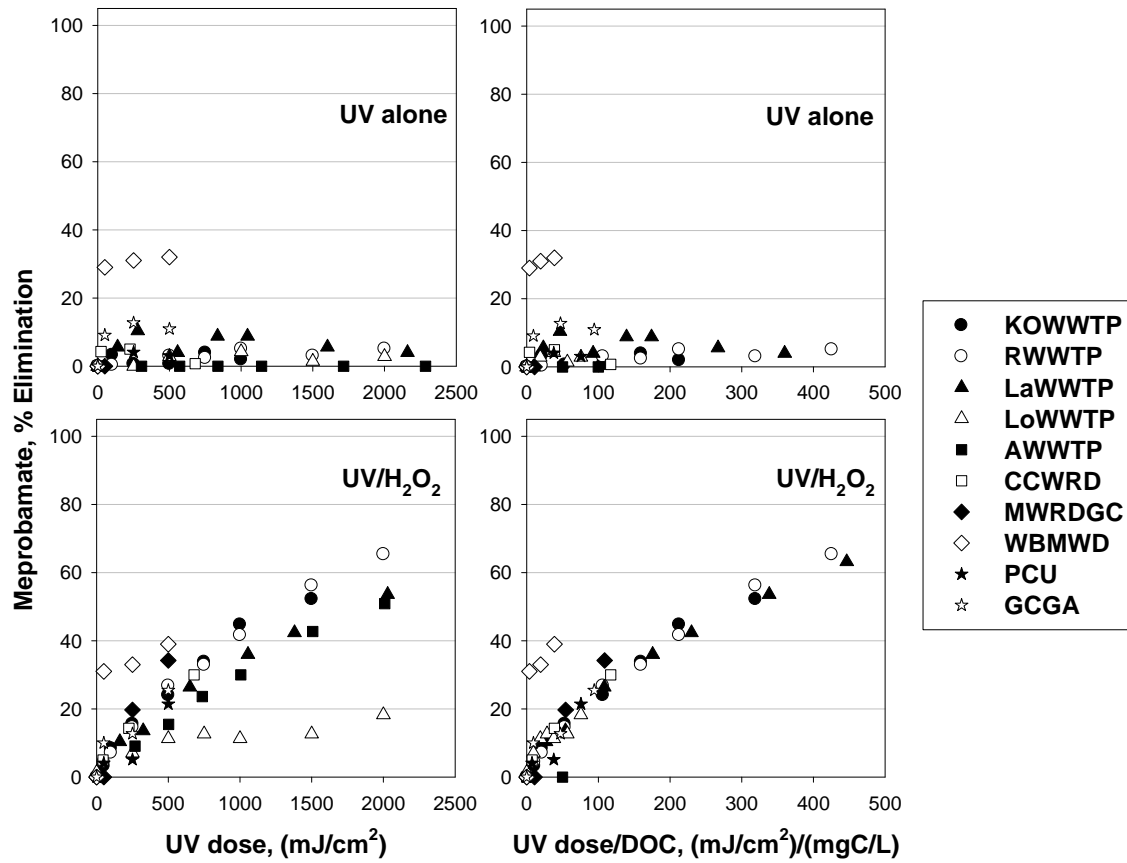 100
80
60
40
20
0
UV alone
0 500 1000 1500 2000 2500
100
80
60
40
20
0
UV alone
0 100 200 300 400 500
Meprobamate, % Elimination
100
80
60
40
20
0
UV/H₂O₂
0 500 1000 1500 2000 2500
UV dose, (mJ/cm²)
100
80
60
40
20
0
UV/H₂O₂
0 100 200 300 400 500
UV dose/DOC, (mJ/cm²)/(mgC/L)
KOWWTP
RWWTP
LaWWTP
LoWWTP
AWWTP
CCWRD
MWRDGC
WBMWD
PCU
GCGA